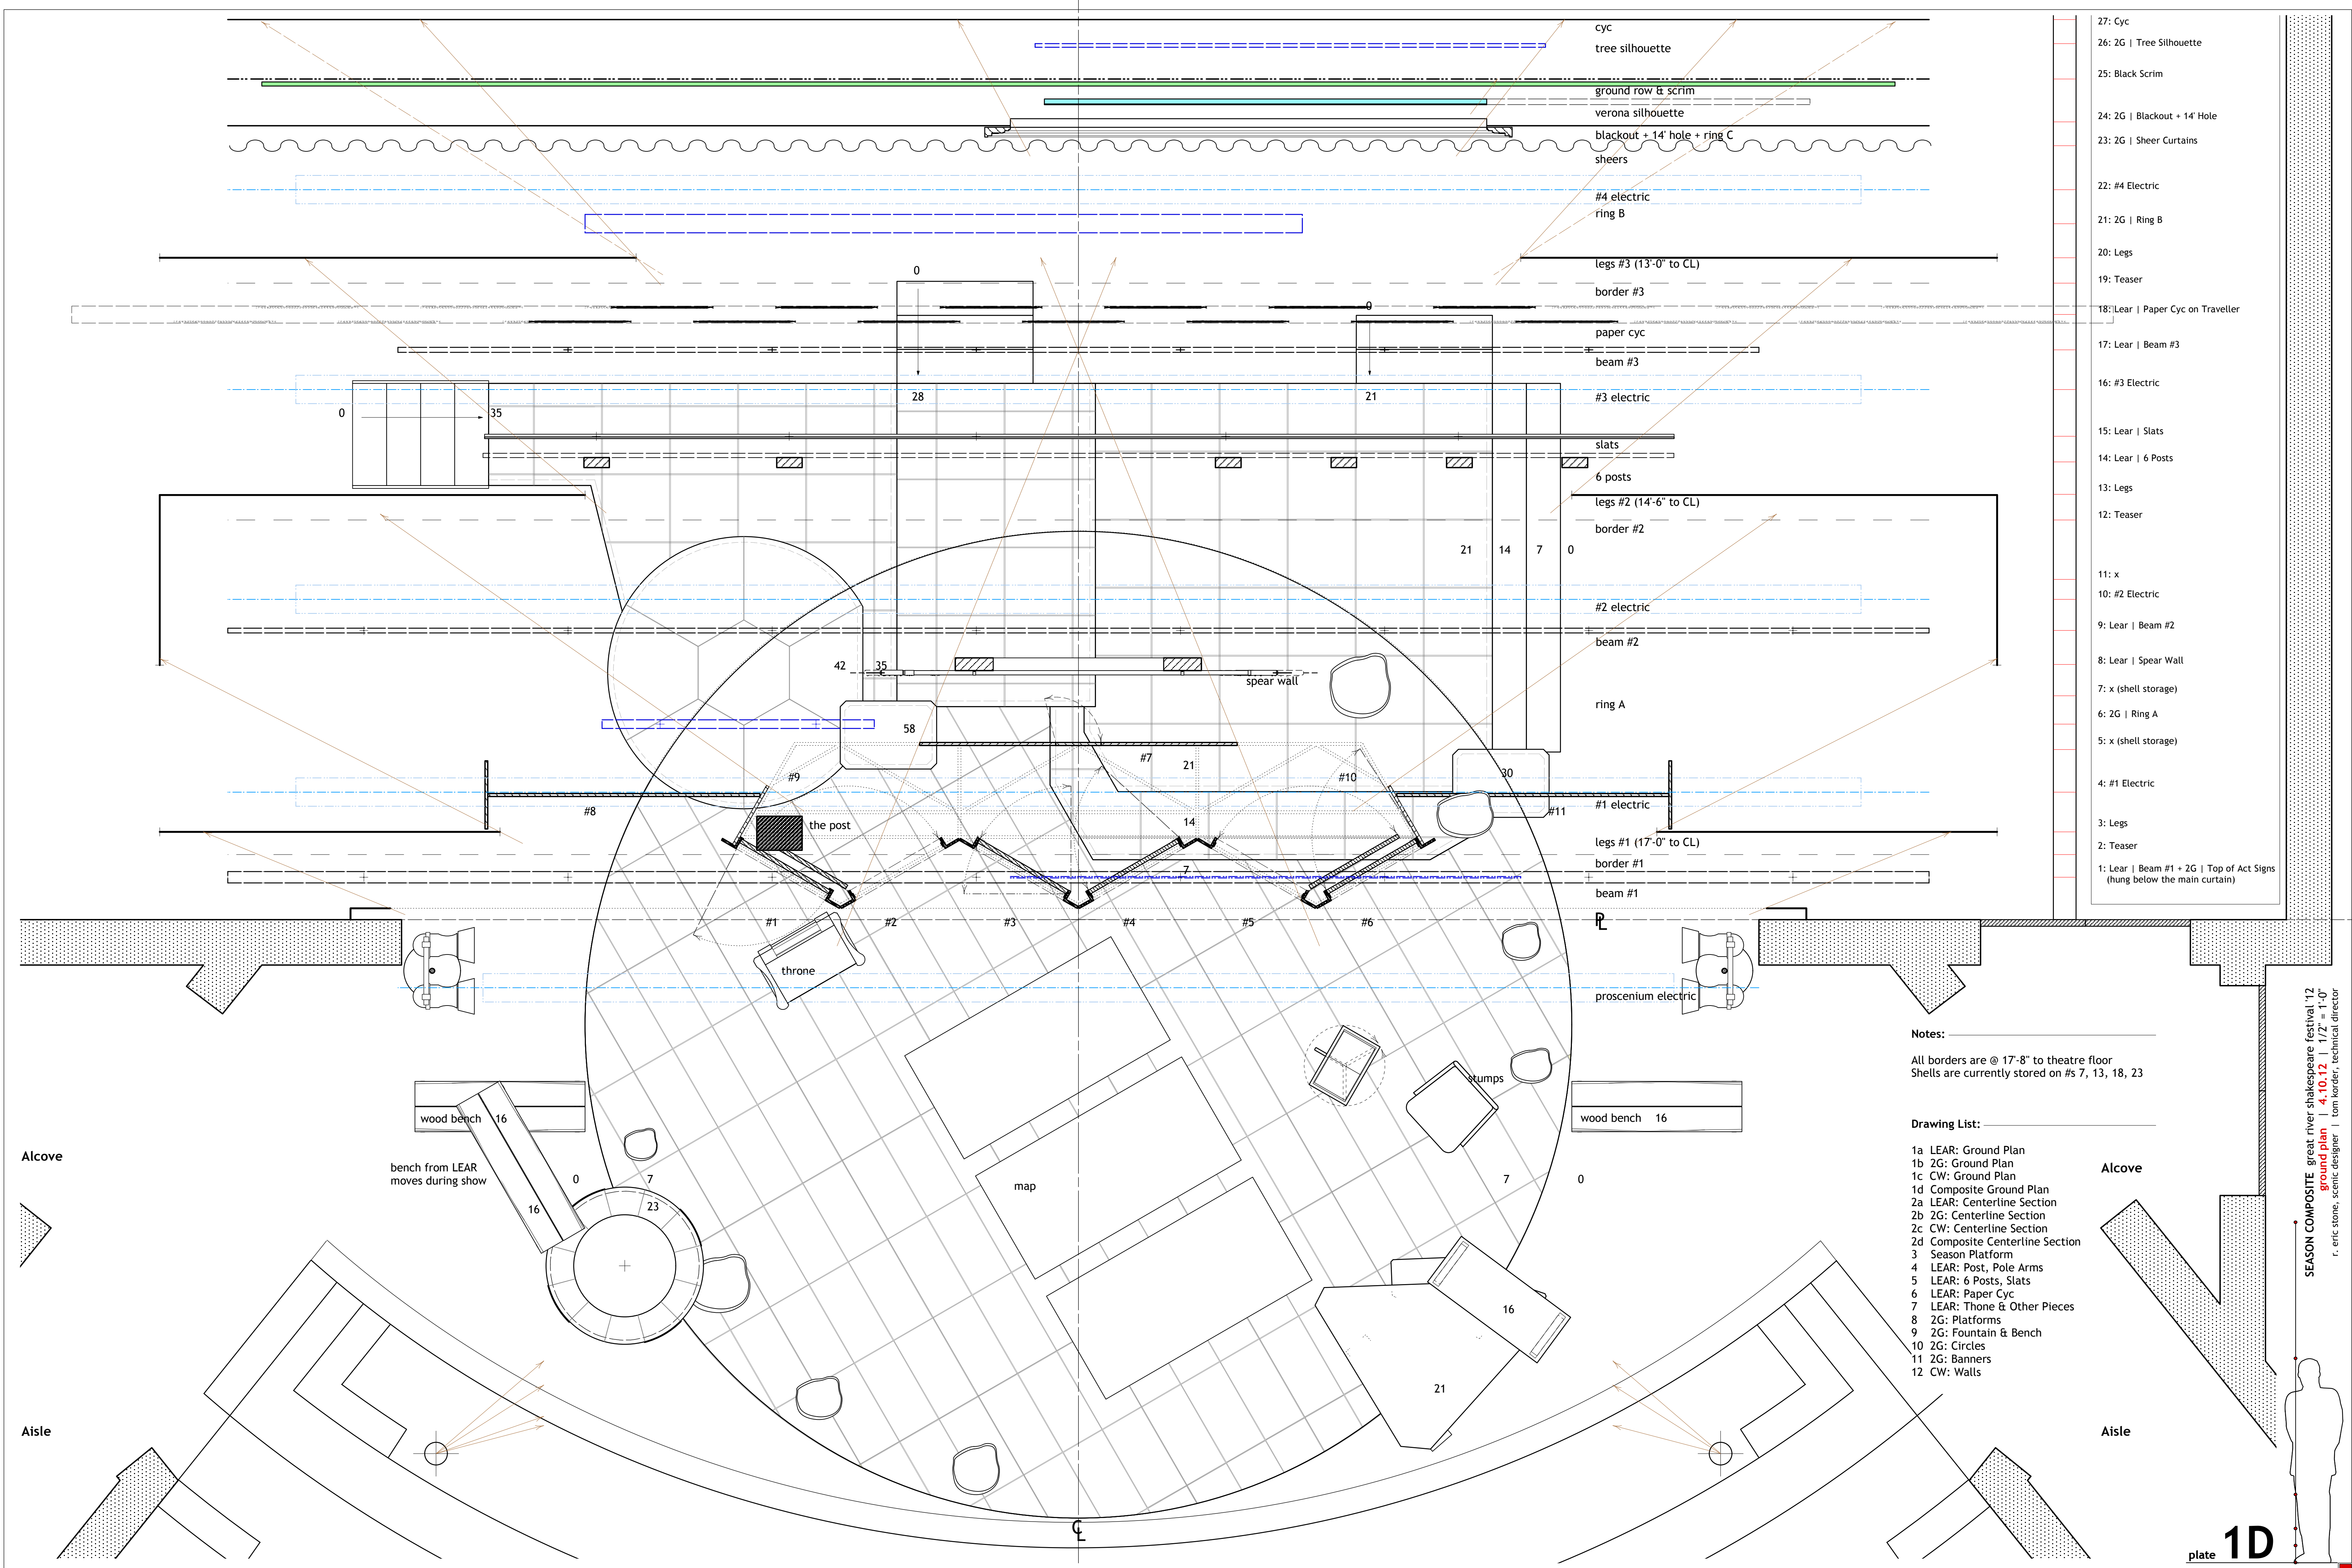 cyc
tree silhouette
ground row & scrim
verona silhouette
blackout + 14' hole + ring C
sheers
#4 electric
ring B
legs #3 (13'-0" to CL)
border #3
paper cyc
beam #3
#3 electric
slats
6 posts
legs #2 (14'-6" to CL)
border #2
#2 electric
beam #2
ring A
#1 electric
legs #1 (17'-0" to CL)
border #1
beam #1
PL
proscenium electric
0
0
28
21
0
35
21
14
7
0
42
35
spear wall
58
#7
21
#9
#10
30
#8
#11
the post
14
7
#1
#2
#3
#4
#5
#6
throne
stumps
wood bench 16
wood bench 16
bench from LEAR
moves during show
0
7
23
16
map
7
0
16
21
CL
Alcove
Aisle
Alcove
Aisle
27: Cyc
26: 2G | Tree Silhouette
25: Black Scrim
24: 2G | Blackout + 14' Hole
23: 2G | Sheer Curtains
22: #4 Electric
21: 2G | Ring B
20: Legs
19: Teaser
18: Lear | Paper Cyc on Traveller
17: Lear | Beam #3
16: #3 Electric
15: Lear | Slats
14: Lear | 6 Posts
13: Legs
12: Teaser
11: x
10: #2 Electric
9: Lear | Beam #2
8: Lear | Spear Wall
7: x (shell storage)
6: 2G | Ring A
5: x (shell storage)
4: #1 Electric
3: Legs
2: Teaser
1: Lear | Beam #1 + 2G | Top of Act Signs
(hung below the main curtain)
Notes:
All borders are @ 17'-8" to theatre floor
Shells are currently stored on #s 7, 13, 18, 23
Drawing List:
1a LEAR: Ground Plan
1b 2G: Ground Plan
1c CW: Ground Plan
1d Composite Ground Plan
2a LEAR: Centerline Section
2b 2G: Centerline Section
2c CW: Centerline Section
2d Composite Centerline Section
3 Season Platform
4 LEAR: Post, Pole Arms
5 LEAR: 6 Posts, Slats
6 LEAR: Paper Cyc
7 LEAR: Thone & Other Pieces
8 2G: Platforms
9 2G: Fountain & Bench
10 2G: Circles
11 2G: Banners
12 CW: Walls
SEASON COMPOSITE great river shakespeare festival '12
ground plan | 4.10.12 | 1/2" = 1'-0"
r. eric stone, scenic designer | tom korder, technical director
plate 1D